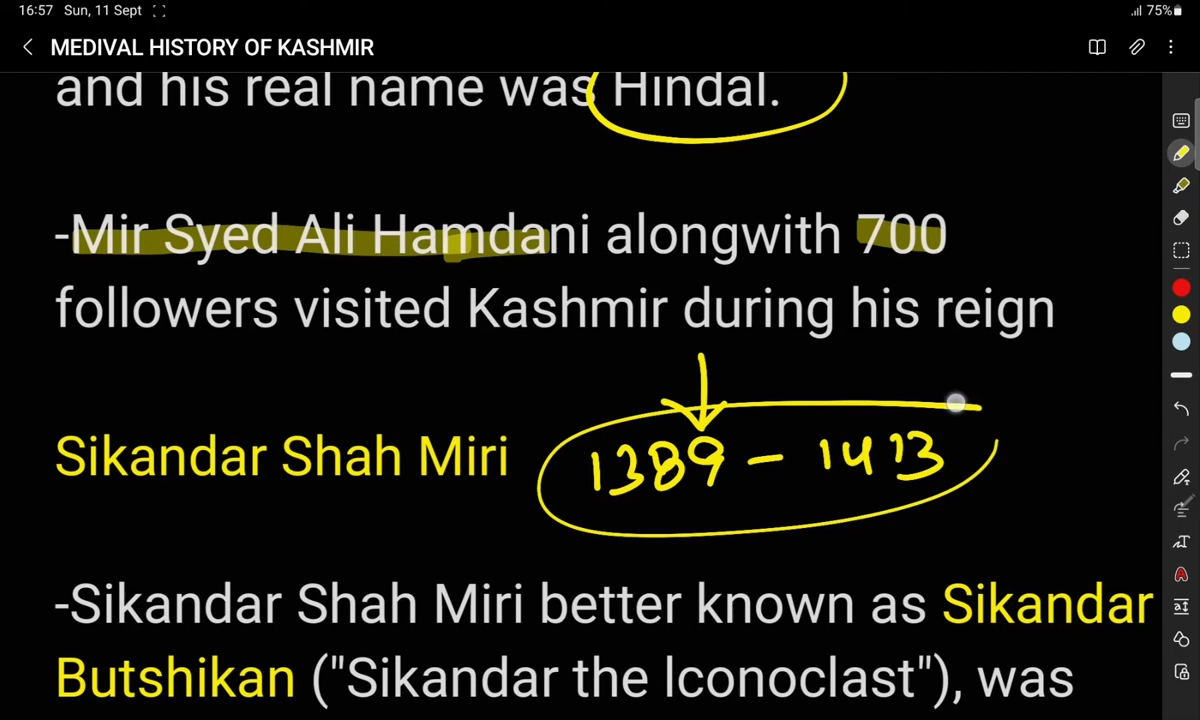 16:57 Sun, 11 Sept 75%
MEDIVAL HISTORY OF KASHMIR
and his real name was Hindal.
-Mir Syed Ali Hamdani alongwith 700
followers visited Kashmir during his reign
Sikandar Shah Miri 1389 - 1413
-Sikandar Shah Miri better known as Sikandar
Butshikan ("Sikandar the Iconoclast"), was